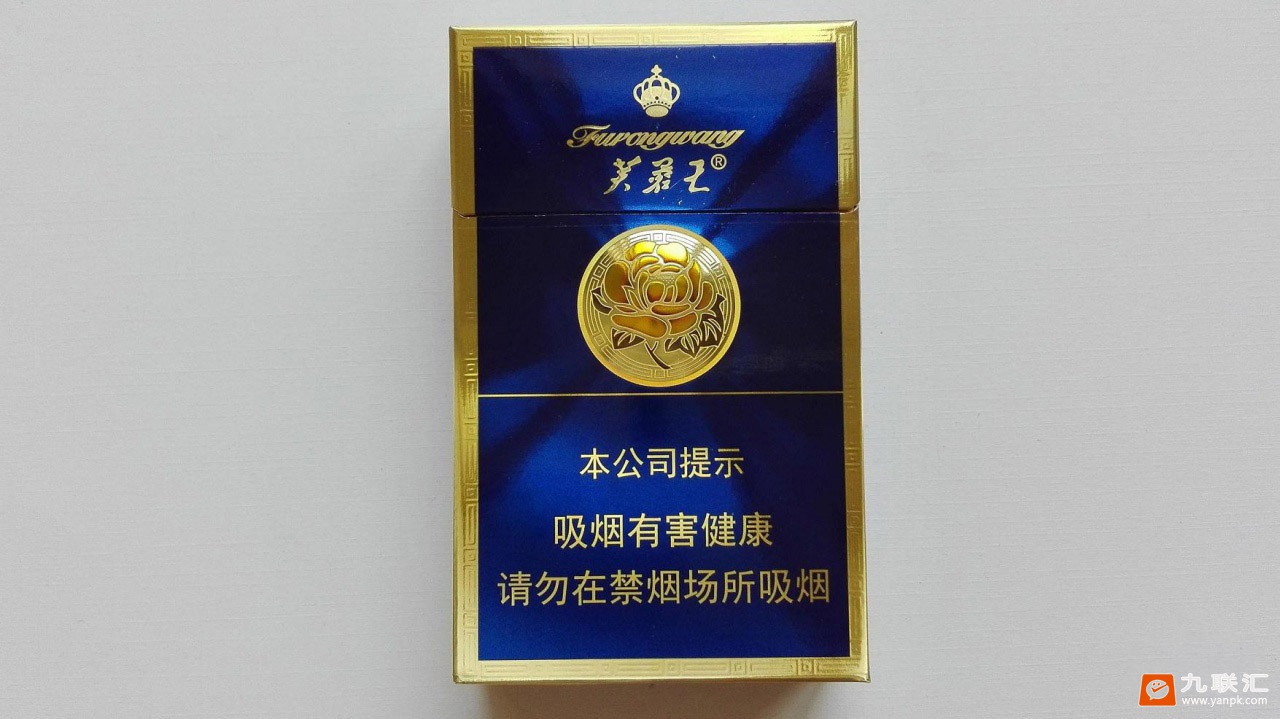 Furongwang
芙蓉王®
本公司提示
吸烟有害健康
请勿在禁烟场所吸烟
九联汇
www.yanpk.com